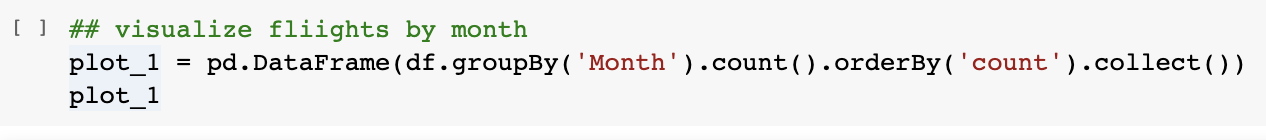 [ ] ## visualize fliights by month
plot_1 = pd.DataFrame(df.groupBy('Month').count().orderBy('count').collect())
plot_1